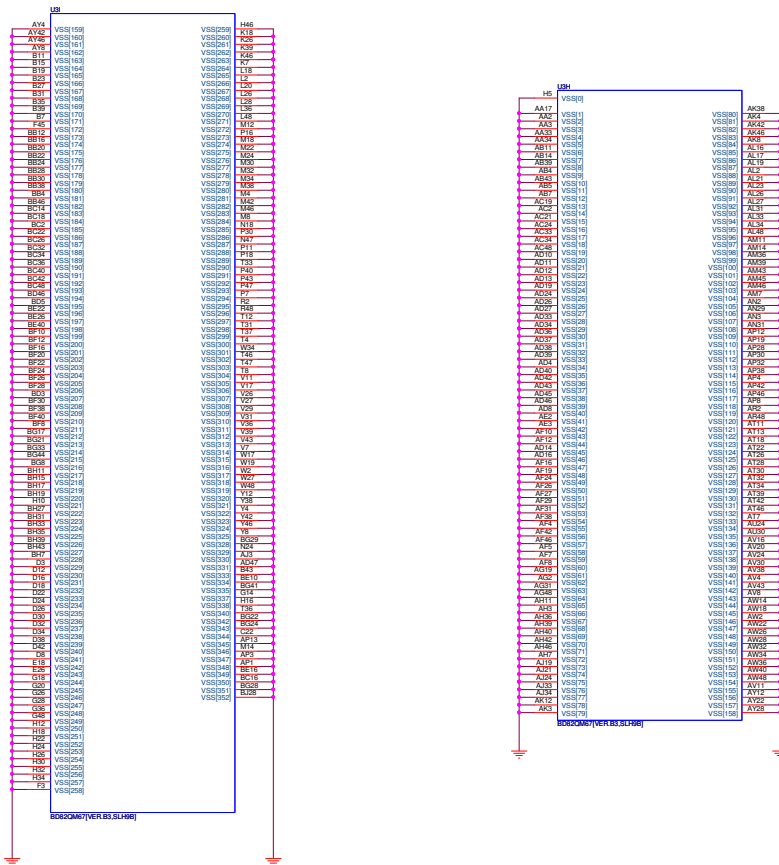 U3I
AY4 VSS[159]
AY42 VSS[160]
AY46 VSS[161]
AY8 VSS[162]
B11 VSS[163]
B15 VSS[164]
B19 VSS[165]
B23 VSS[166]
B27 VSS[167]
B31 VSS[168]
B35 VSS[169]
B39 VSS[170]
B7 VSS[171]
F45 VSS[172]
BB12 VSS[173]
BB16 VSS[174]
BB20 VSS[175]
BB22 VSS[176]
BB24 VSS[177]
BB28 VSS[178]
BB30 VSS[179]
BB38 VSS[180]
BB4 VSS[181]
BB46 VSS[182]
BC14 VSS[183]
BC18 VSS[184]
BC2 VSS[185]
BC22 VSS[186]
BC26 VSS[187]
BC32 VSS[188]
BC34 VSS[189]
BC36 VSS[190]
BC40 VSS[191]
BC42 VSS[192]
BC48 VSS[193]
BD46 VSS[194]
BD5 VSS[195]
BE22 VSS[196]
BE26 VSS[197]
BE40 VSS[198]
BF10 VSS[199]
BF12 VSS[200]
BF16 VSS[201]
BF20 VSS[202]
BF22 VSS[203]
BF24 VSS[204]
BF26 VSS[205]
BF28 VSS[206]
BD3 VSS[207]
BF30 VSS[208]
BF38 VSS[209]
BF40 VSS[210]
BF8 VSS[211]
BG17 VSS[212]
BG21 VSS[213]
BG33 VSS[214]
BG44 VSS[215]
BG8 VSS[216]
BH11 VSS[217]
BH15 VSS[218]
BH17 VSS[219]
BH19 VSS[220]
H10 VSS[221]
BH27 VSS[222]
BH31 VSS[223]
BH33 VSS[224]
BH35 VSS[225]
BH39 VSS[226]
BH43 VSS[227]
BH7 VSS[228]
D3 VSS[229]
D12 VSS[230]
D16 VSS[231]
D18 VSS[232]
D22 VSS[233]
D24 VSS[234]
D26 VSS[235]
D30 VSS[236]
D32 VSS[237]
D34 VSS[238]
D38 VSS[239]
D42 VSS[240]
D8 VSS[241]
E18 VSS[242]
E26 VSS[243]
G18 VSS[244]
G20 VSS[245]
G26 VSS[246]
G28 VSS[247]
G36 VSS[248]
G48 VSS[249]
H12 VSS[250]
H18 VSS[251]
H22 VSS[252]
H24 VSS[253]
H26 VSS[254]
H30 VSS[255]
H32 VSS[256]
H34 VSS[257]
F3 VSS[258]
VSS[259] H46
VSS[260] K18
VSS[261] K26
VSS[262] K39
VSS[263] K46
VSS[264] K7
VSS[265] L18
VSS[266] L2
VSS[267] L20
VSS[268] L26
VSS[269] L28
VSS[270] L36
VSS[271] L48
VSS[272] M12
VSS[273] P16
VSS[274] M18
VSS[275] M22
VSS[276] M24
VSS[277] M30
VSS[278] M32
VSS[279] M34
VSS[280] M38
VSS[281] M4
VSS[282] M42
VSS[283] M46
VSS[284] M8
VSS[285] N18
VSS[286] P30
VSS[287] N47
VSS[288] P11
VSS[289] P18
VSS[290] T33
VSS[291] P40
VSS[292] P43
VSS[293] P47
VSS[294] P7
VSS[295] R2
VSS[296] R48
VSS[297] T12
VSS[298] T31
VSS[299] T37
VSS[300] T4
VSS[301] W34
VSS[302] T46
VSS[303] T47
VSS[304] T8
VSS[305] V11
VSS[306] V17
VSS[307] V26
VSS[308] V27
VSS[309] V29
VSS[310] V31
VSS[311] V36
VSS[312] V39
VSS[313] V43
VSS[314] V7
VSS[315] W17
VSS[316] W19
VSS[317] W2
VSS[318] W27
VSS[319] W48
VSS[320] Y12
VSS[321] Y38
VSS[322] Y4
VSS[323] Y42
VSS[324] Y46
VSS[325] Y8
VSS[328] BG29
VSS[329] N24
VSS[330] AJ3
VSS[331] AD47
VSS[333] B43
VSS[334] BE10
VSS[335] BG41
VSS[337] G14
VSS[338] H16
VSS[340] T36
VSS[342] BG22
VSS[343] BG24
VSS[344] C22
VSS[345] AP13
VSS[346] M14
VSS[347] AP3
VSS[348] AP1
VSS[349] BE16
VSS[350] BC16
VSS[351] BG28
VSS[352] BJ28
BD82QM67[VER.B3,SLH9B]
U3H
H5 VSS[0]
AA17 VSS[1]
AA2 VSS[2]
AA3 VSS[3]
AA33 VSS[4]
AA34 VSS[5]
AB11 VSS[6]
AB14 VSS[7]
AB39 VSS[8]
AB4 VSS[9]
AB43 VSS[10]
AB5 VSS[11]
AB7 VSS[12]
AC19 VSS[13]
AC2 VSS[14]
AC21 VSS[15]
AC24 VSS[16]
AC33 VSS[17]
AC34 VSS[18]
AC48 VSS[19]
AD10 VSS[20]
AD11 VSS[21]
AD12 VSS[22]
AD13 VSS[23]
AD19 VSS[24]
AD24 VSS[25]
AD26 VSS[26]
AD27 VSS[27]
AD33 VSS[28]
AD34 VSS[29]
AD36 VSS[30]
AD37 VSS[31]
AD38 VSS[32]
AD39 VSS[33]
AD4 VSS[34]
AD40 VSS[35]
AD42 VSS[36]
AD43 VSS[37]
AD45 VSS[38]
AD46 VSS[39]
AD8 VSS[40]
AE2 VSS[41]
AE3 VSS[42]
AF10 VSS[43]
AF12 VSS[44]
AD14 VSS[45]
AD16 VSS[46]
AF16 VSS[47]
AF19 VSS[48]
AF24 VSS[49]
AF26 VSS[50]
AF27 VSS[51]
AF29 VSS[52]
AF31 VSS[53]
AF38 VSS[54]
AF4 VSS[55]
AF42 VSS[56]
AF46 VSS[57]
AF5 VSS[58]
AF7 VSS[59]
AF8 VSS[60]
AG19 VSS[61]
AG2 VSS[62]
AG31 VSS[63]
AG48 VSS[64]
AH11 VSS[65]
AH3 VSS[66]
AH36 VSS[67]
AH39 VSS[68]
AH40 VSS[69]
AH42 VSS[70]
AH46 VSS[71]
AH7 VSS[72]
AJ19 VSS[73]
AJ21 VSS[74]
AJ24 VSS[75]
AJ33 VSS[76]
AJ34 VSS[77]
AK12 VSS[78]
AK3 VSS[79]
VSS[80] AK38
VSS[81] AK4
VSS[82] AK42
VSS[83] AK46
VSS[84] AK8
VSS[85] AL16
VSS[86] AL17
VSS[87] AL19
VSS[88] AL2
VSS[89] AL21
VSS[90] AL23
VSS[91] AL26
VSS[92] AL27
VSS[93] AL31
VSS[94] AL33
VSS[95] AL34
VSS[96] AL48
VSS[97] AM11
VSS[98] AM14
VSS[99] AM36
VSS[100] AM39
VSS[101] AM43
VSS[102] AM45
VSS[103] AM46
VSS[104] AM7
VSS[105] AN2
VSS[106] AN29
VSS[107] AN3
VSS[108] AN31
VSS[109] AP12
VSS[110] AP19
VSS[111] AP28
VSS[112] AP30
VSS[113] AP32
VSS[114] AP38
VSS[115] AP4
VSS[116] AP42
VSS[117] AP46
VSS[118] AP8
VSS[119] AR2
VSS[120] AR48
VSS[121] AT11
VSS[122] AT13
VSS[123] AT18
VSS[124] AT22
VSS[125] AT26
VSS[126] AT28
VSS[127] AT30
VSS[128] AT32
VSS[129] AT34
VSS[130] AT39
VSS[131] AT42
VSS[132] AT46
VSS[133] AT7
VSS[134] AU24
VSS[135] AU30
VSS[136] AV16
VSS[137] AV20
VSS[138] AV24
VSS[139] AV30
VSS[140] AV38
VSS[141] AV4
VSS[142] AV43
VSS[143] AV8
VSS[144] AW14
VSS[145] AW18
VSS[146] AW2
VSS[147] AW22
VSS[148] AW26
VSS[149] AW28
VSS[150] AW32
VSS[151] AW34
VSS[152] AW36
VSS[153] AW40
VSS[154] AW48
VSS[155] AV11
VSS[156] AY12
VSS[157] AY22
VSS[158] AY28
BD82QM67[VER.B3,SLH9B]